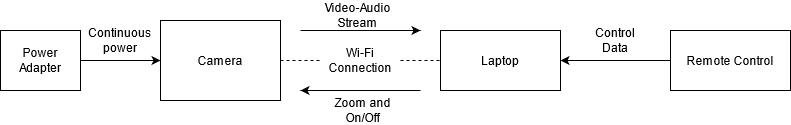 Video-Audio
Stream
Continuous
power
Control
Data
Power
Adapter
Camera
Wi-Fi
Connection
Laptop
Remote Control
Zoom and
On/Off